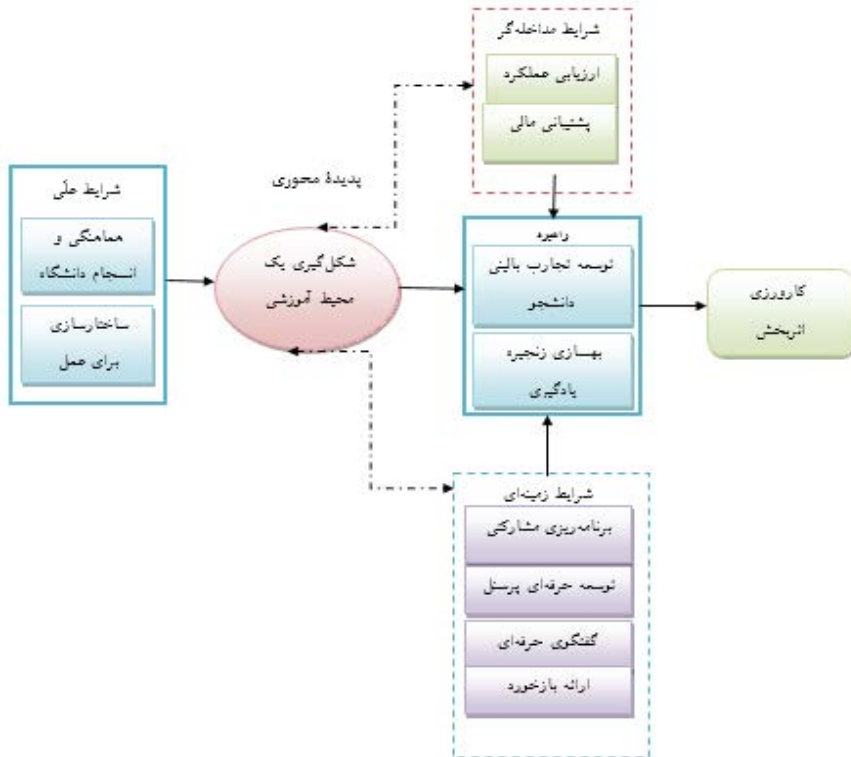 شرایط مداخله‌گر
ارزیابی عملکرد
پشتیبانی مالی
پدیدهٔ محوری
شرایط علّی
هماهنگی و
انسجام دانشگاه
ساختارسازی
برای عمل
شکل‌گیری یک
محیط آموزشی
راهبرد
توسعه تجارب بالینی
دانشجو
بهسازی زنجیره
یادگیری
کارورزی
اثربخش
شرایط زمینه‌ای
برنامه‌ریزی مشارکتی
توسعه حرفه‌ای پرسنل
گفتگوی حرفه‌ای
ارائه بازخورد